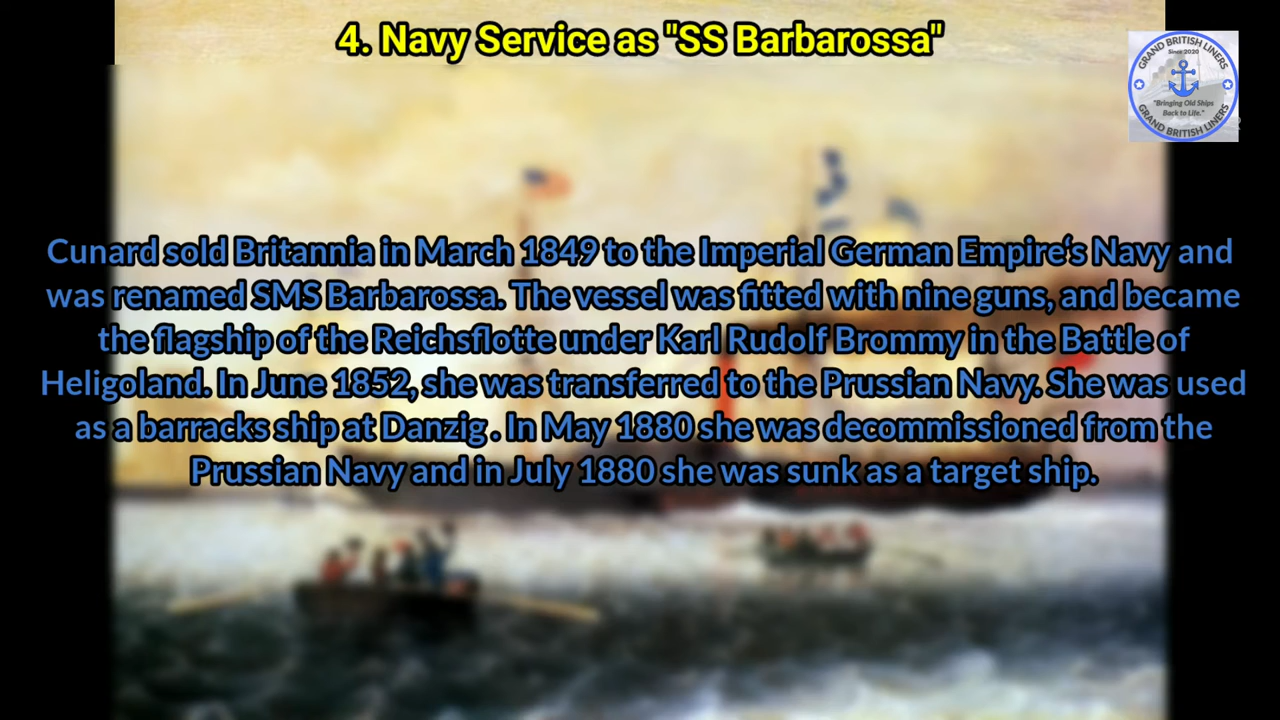 4. Navy Service as "SS Barbarossa"
GRAND BRITISH LINERS
Since 2020
"Bringing Old Ships
Back to Life."
GRAND BRITISH LINERS
Cunard sold Britannia in March 1849 to the Imperial German Empire‘s Navy and
was renamed SMS Barbarossa. The vessel was fitted with nine guns, and became
the flagship of the Reichsflotte under Karl Rudolf Brommy in the Battle of
Heligoland. In June 1852, she was transferred to the Prussian Navy. She was used
as a barracks ship at Danzig . In May 1880 she was decommissioned from the
Prussian Navy and in July 1880 she was sunk as a target ship.